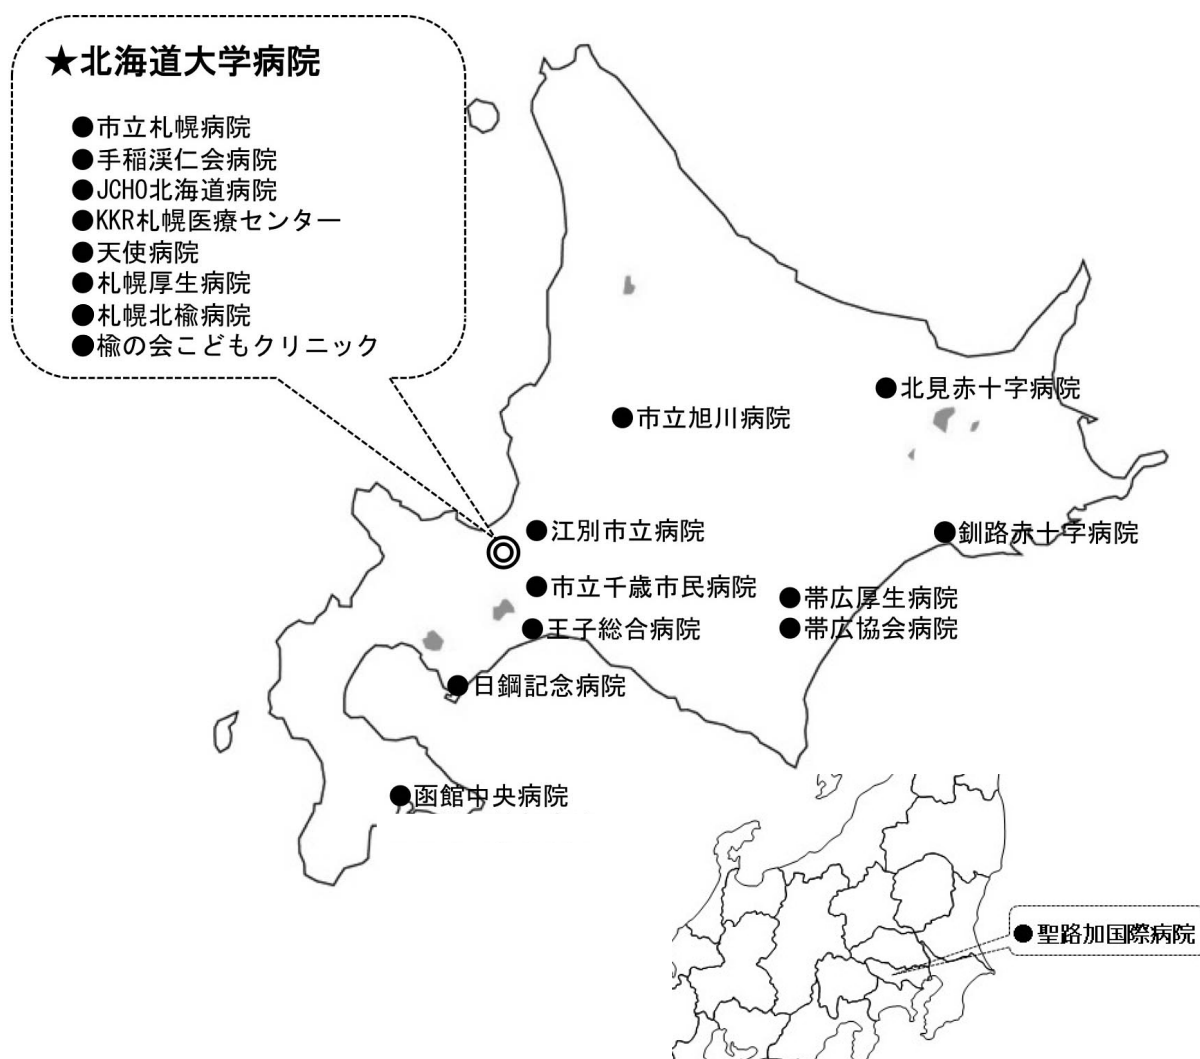 ★北海道大学病院
●市立札幌病院
●手稲渓仁会病院
●JCHO北海道病院
●KKR札幌医療センター
●天使病院
●札幌厚生病院
●札幌北楡病院
●楡の会こどもクリニック
●北見赤十字病院
●市立旭川病院
●江別市立病院
●釧路赤十字病院
●市立千歳市民病院
●帯広厚生病院
●王子総合病院
●帯広協会病院
●日鋼記念病院
●函館中央病院
●聖路加国際病院